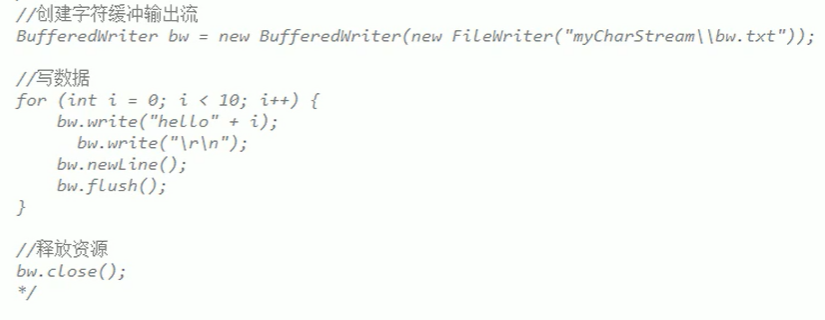 //创建字符缓冲输出流
BufferedWriter bw = new BufferedWriter(new FileWriter("myCharStream\\bw.txt"));
//写数据
for (int i = 0; i < 10; i++) {
    bw.write("hello" + i);
      bw.write("\r\n");
    bw.newLine();
    bw.flush();
}
//释放资源
bw.close();
*/